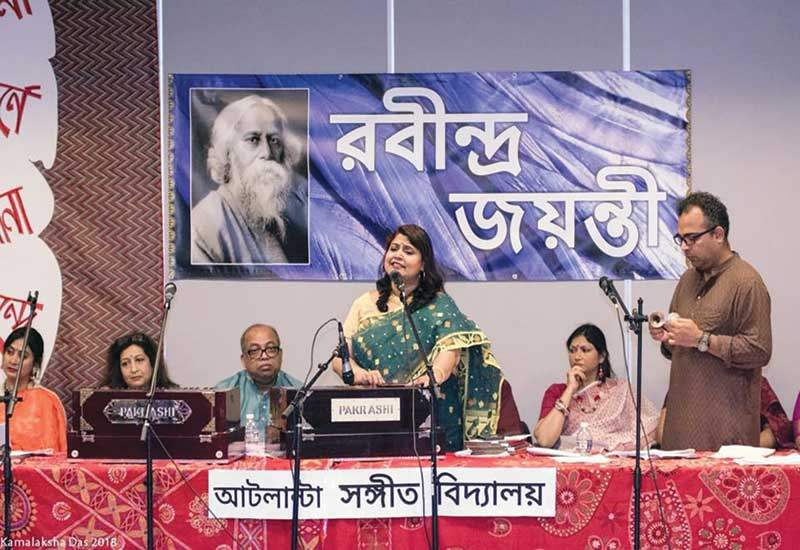 রবীন্দ্র
জয়ন্তী
PAKRASHI
PAKRASHI
আটলান্টা সঙ্গীত বিদ্যালয়
Kamalaksha Das 2018